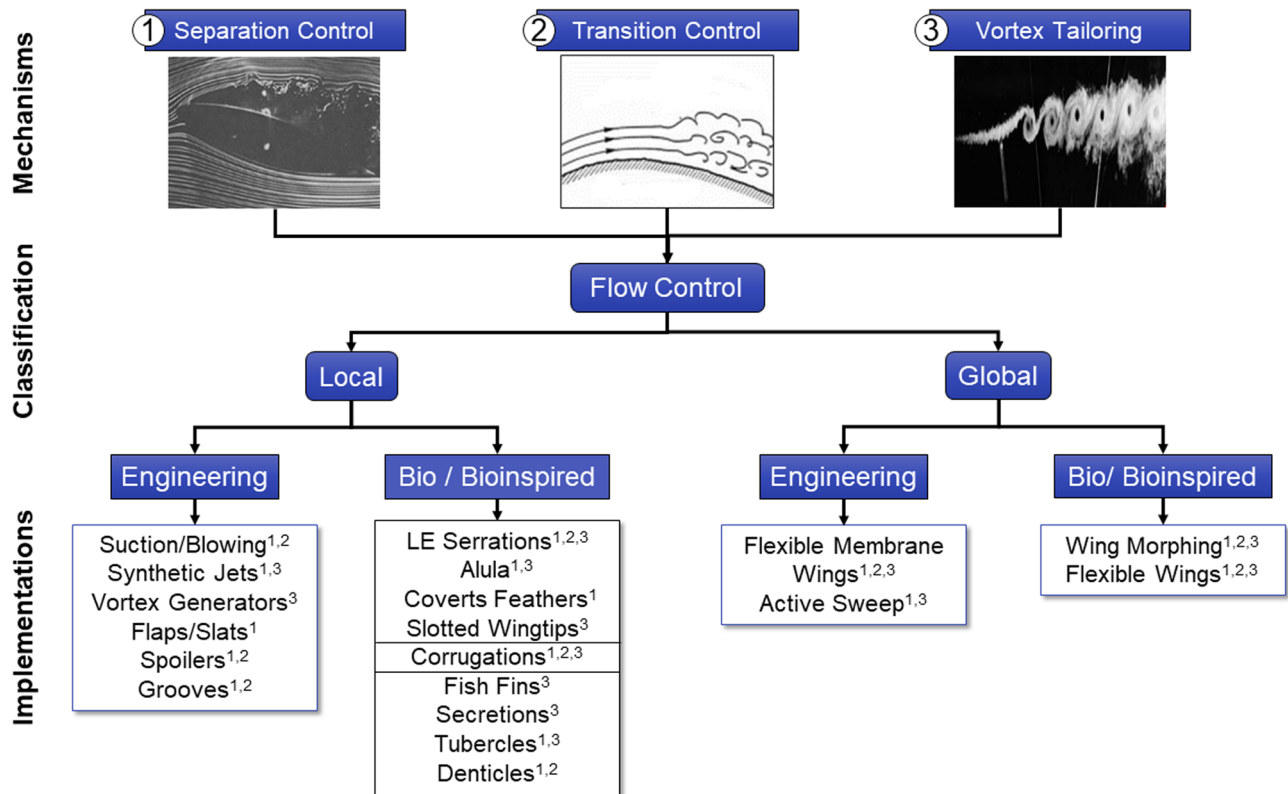 Mechanisms
1 Separation Control
2 Transition Control
3 Vortex Tailoring
Classification
Flow Control
Local
Global
Implementations
Engineering
Suction/Blowing1,2
Synthetic Jets1,3
Vortex Generators3
Flaps/Slats1
Spoilers1,2
Grooves1,2
Bio / Bioinspired
LE Serrations1,2,3
Alula1,3
Coverts Feathers1
Slotted Wingtips3
Corrugations1,2,3
Fish Fins3
Secretions3
Tubercles1,3
Denticles1,2
Engineering
Flexible Membrane
Wings1,2,3
Active Sweep1,3
Bio/ Bioinspired
Wing Morphing1,2,3
Flexible Wings1,2,3